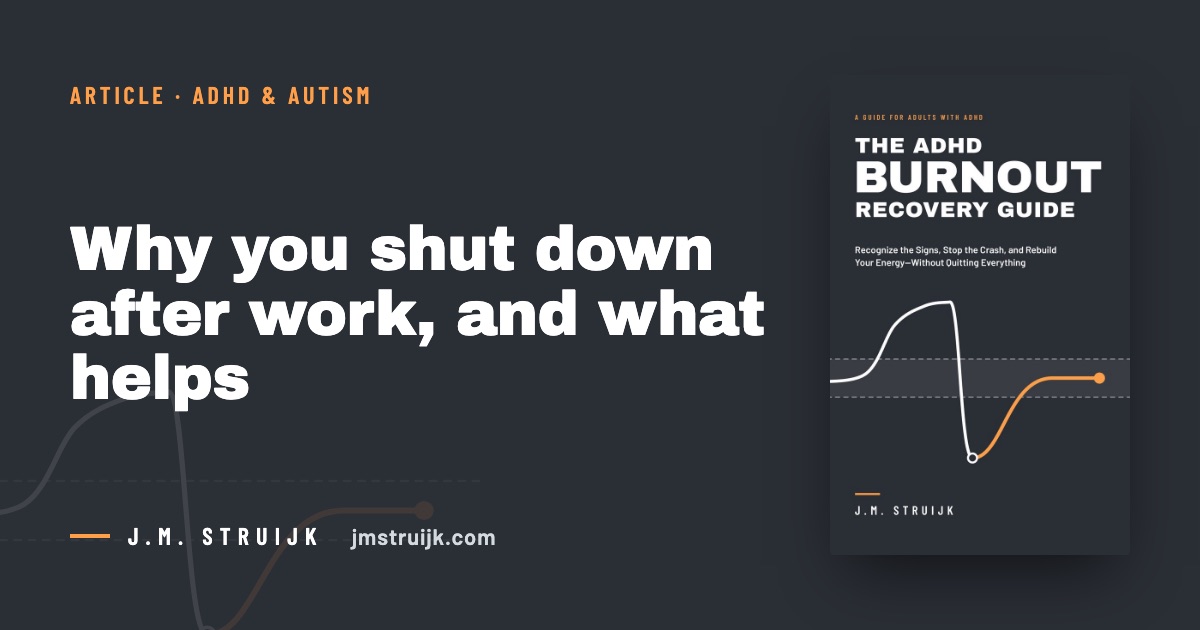 ARTICLE · ADHD & AUTISM
Why you shut down
after work, and what
helps
J.M. STRUIJK jmstruijk.com
A GUIDE FOR ADULTS WITH ADHD
THE ADHD
BURNOUT
RECOVERY GUIDE
Recognize the Signs, Stop the Crash, and Rebuild
Your Energy—Without Quitting Everything
J.M. STRUIJK